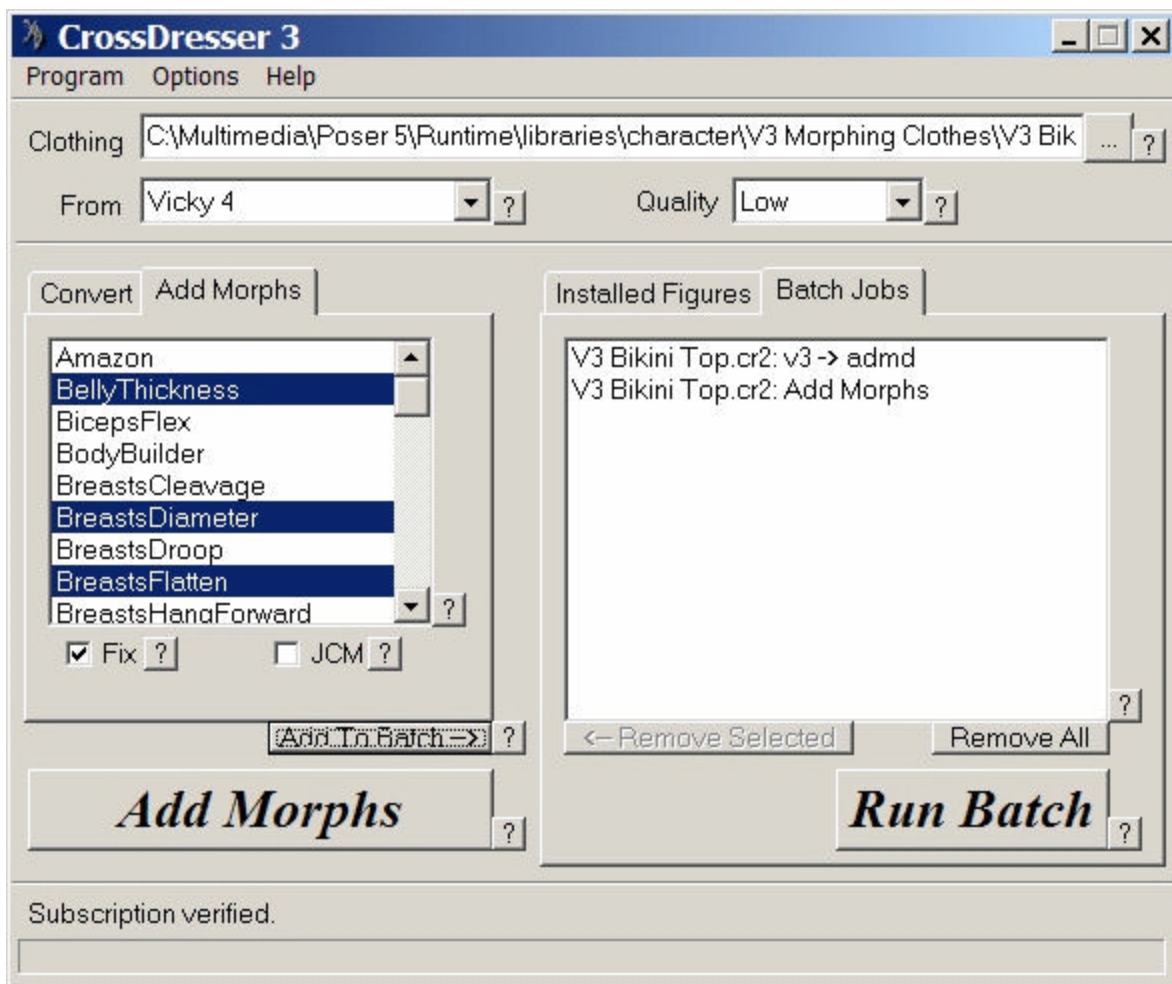 CrossDresser 3
Program Options Help
Clothing C:\Multimedia\Poser 5\Runtime\libraries\character\V3 Morphing Clothes\V3 Bik ... ?
From Vicky 4 ? Quality Low ?
Convert Add Morphs
Amazon
BellyThickness
BicepsFlex
BodyBuilder
BreastsCleavage
BreastsDiameter
BreastsDroop
BreastsFlatten
BreastsHangForward
?
Fix ? JCM ?
Add To Batch -> ?
Add Morphs ?
Installed Figures Batch Jobs
V3 Bikini Top.cr2: v3 -> admd
V3 Bikini Top.cr2: Add Morphs
?
<- Remove Selected Remove All
Run Batch ?
Subscription verified.